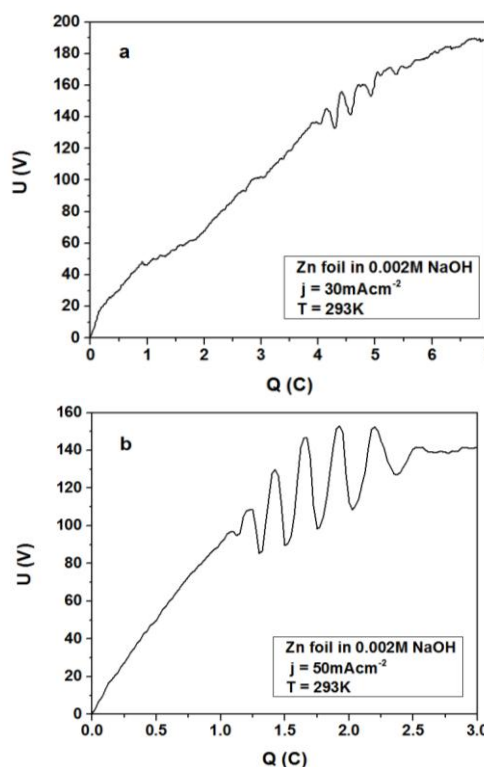 a
200
180
160
140
120
100
80
60
40
20
0
U (V)
Zn foil in 0.002M NaOH
j = 30mAcm-2
T = 293K
0 1 2 3 4 5 6
Q (C)
b
160
140
120
100
80
60
40
20
0
U (V)
Zn foil in 0.002M NaOH
j = 50mAcm-2
T = 293K
0.0 0.5 1.0 1.5 2.0 2.5 3.0
Q (C)